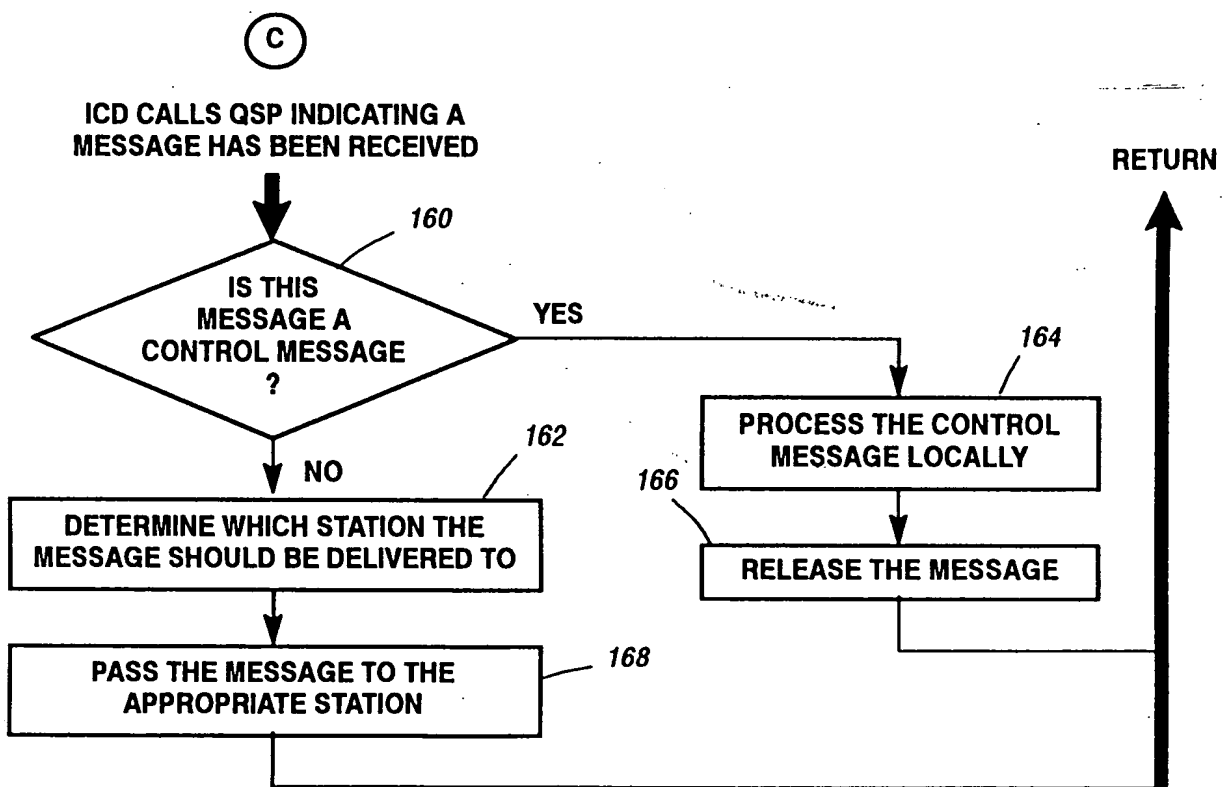 C
ICD CALLS QSP INDICATING A
MESSAGE HAS BEEN RECEIVED
RETURN
160
IS THIS
MESSAGE A
CONTROL MESSAGE
?
YES
NO
164
PROCESS THE CONTROL
MESSAGE LOCALLY
166
RELEASE THE MESSAGE
162
DETERMINE WHICH STATION THE
MESSAGE SHOULD BE DELIVERED TO
168
PASS THE MESSAGE TO THE
APPROPRIATE STATION